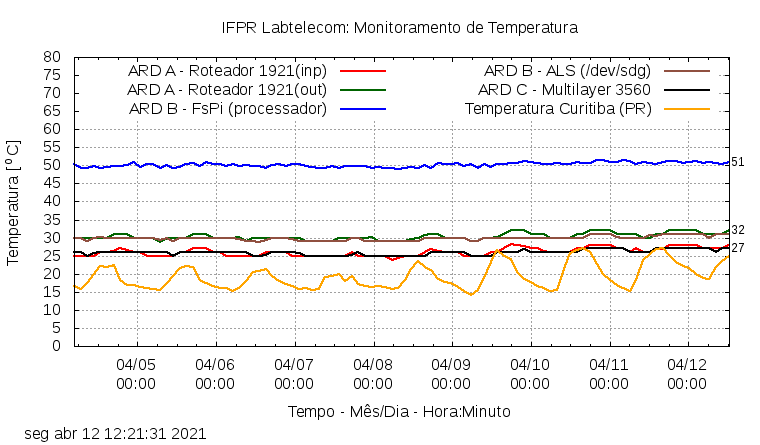 IFPR Labtelecom: Monitoramento de Temperatura
Temperatura [ºC]
80
75
70
65
60
55
50
45
40
35
30
25
20
15
10
5
0
ARD A - Roteador 1921(inp)
ARD A - Roteador 1921(out)
ARD B - FsPi (processador)
ARD B - ALS (/dev/sdg)
ARD C - Multilayer 3560
Temperatura Curitiba (PR)
51
32
27
04/05 04/06 04/07 04/08 04/09 04/10 04/11 04/12
00:00 00:00 00:00 00:00 00:00 00:00 00:00 00:00
Tempo - Mês/Dia - Hora:Minuto
seg abr 12 12:21:31 2021